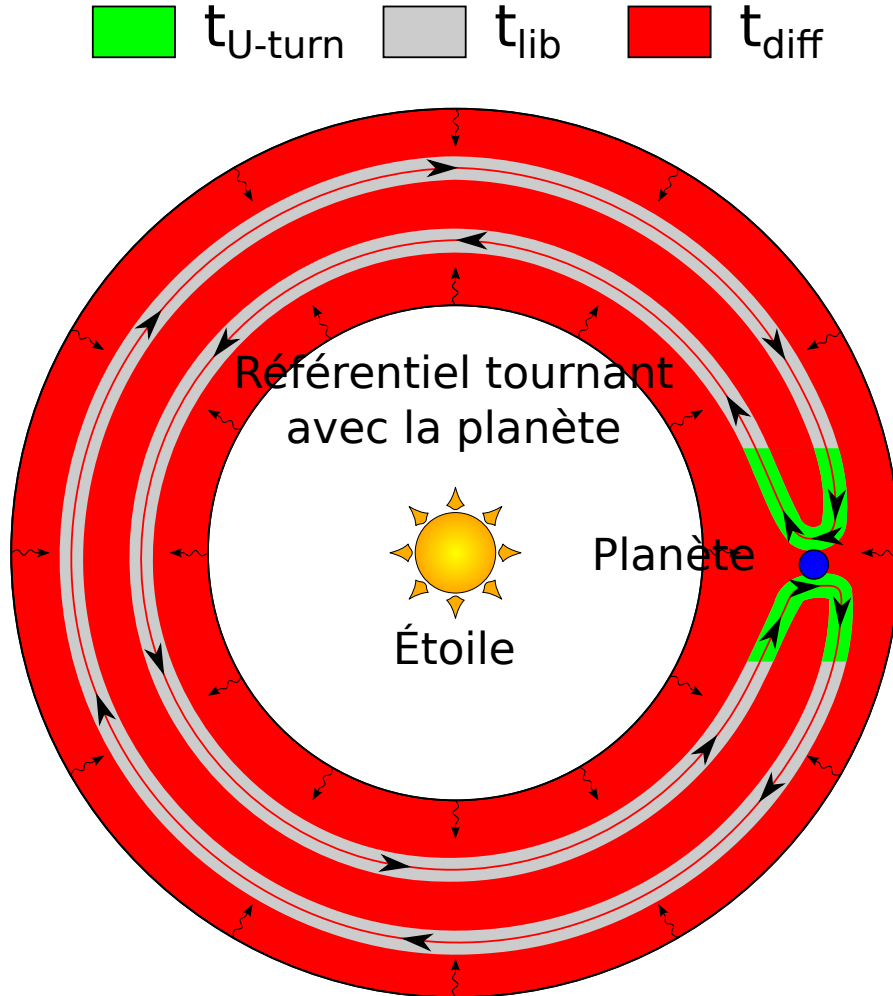 tU-turn tlib tdiff
Référentiel tournant
avec la planète
Planète
Étoile